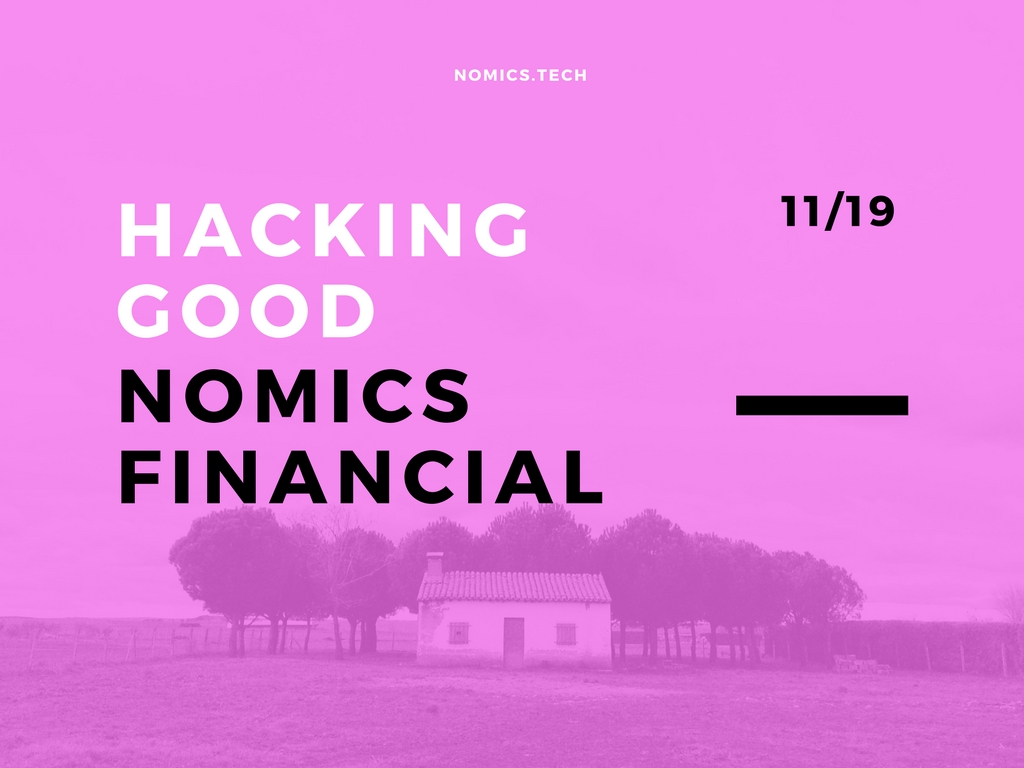 NOMICS.TECH
HACKING
GOOD
NOMICS
FINANCIAL
11/19